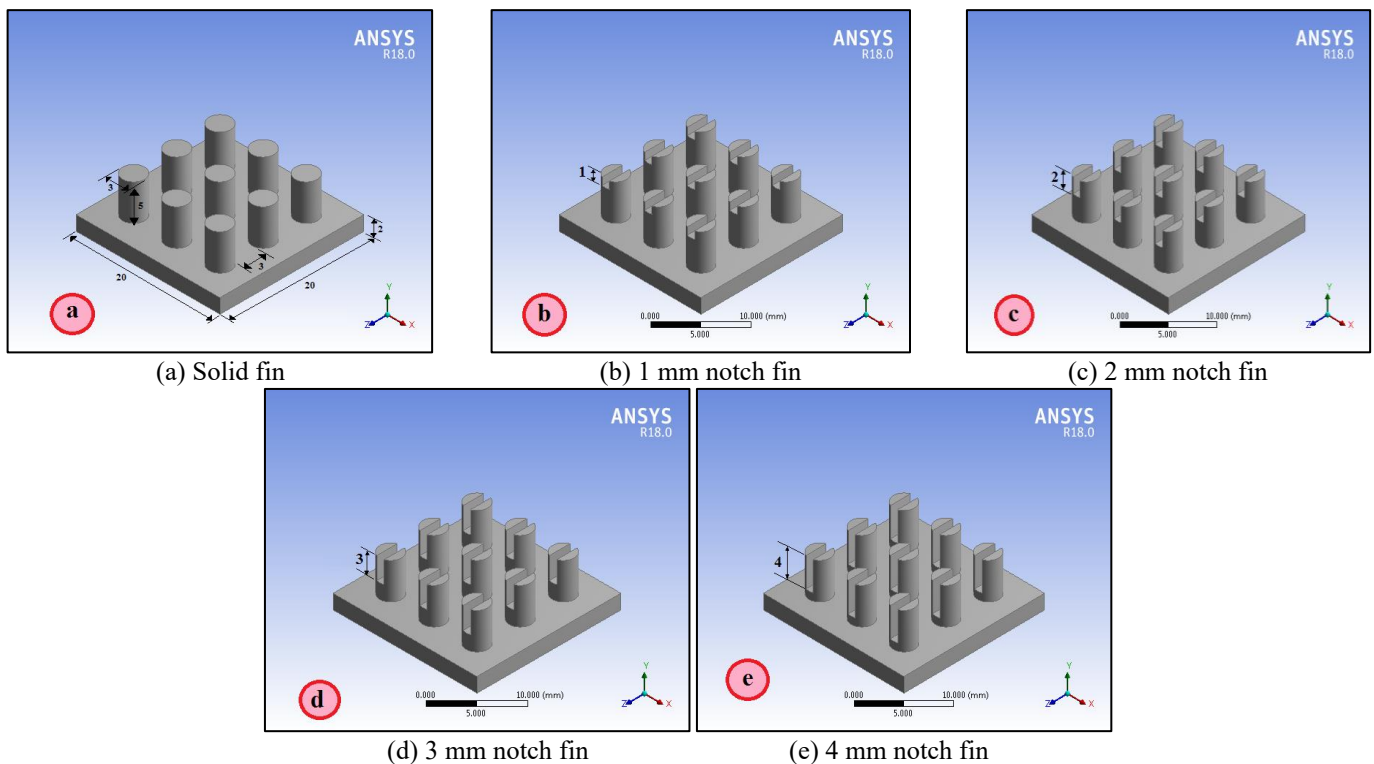 ANSYS
R18.0
3
5
2
3
20
20
Y
Z
X
a
(a) Solid fin
ANSYS
R18.0
1
0.000
10.000 (mm)
5.000
Y
Z
X
b
(b) 1 mm notch fin
ANSYS
R18.0
2
0.000
10.000 (mm)
5.000
Y
Z
X
c
(c) 2 mm notch fin
ANSYS
R18.0
3
0.000
10.000 (mm)
5.000
Y
Z
X
d
(d) 3 mm notch fin
ANSYS
R18.0
4
0.000
10.000 (mm)
5.000
Y
Z
X
e
(e) 4 mm notch fin